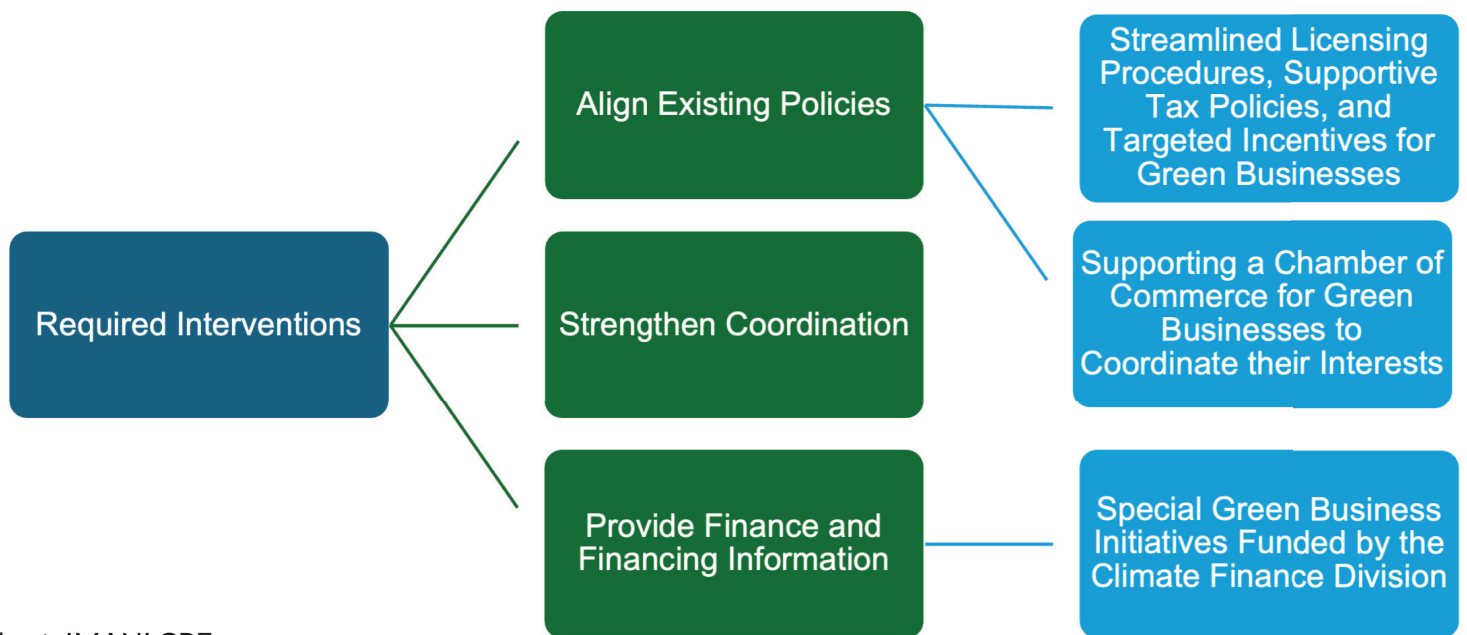 Required Interventions
Align Existing Policies
Strengthen Coordination
Provide Finance and
Financing Information
Streamlined Licensing
Procedures, Supportive
Tax Policies, and
Targeted Incentives for
Green Businesses
Supporting a Chamber of
Commerce for Green
Businesses to
Coordinate their Interests
Special Green Business
Initiatives Funded by the
Climate Finance Division
IMANI